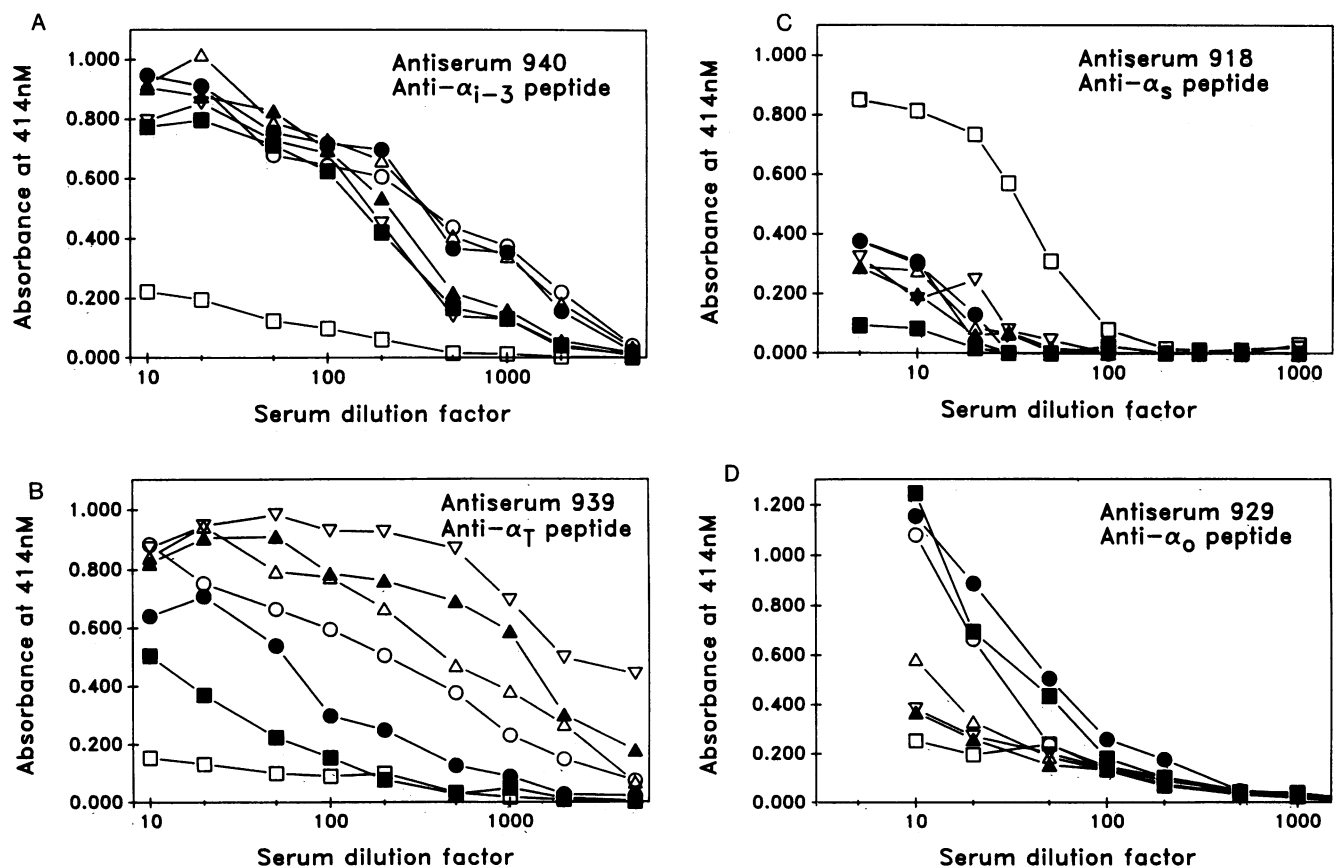 A
Antiserum 940
Anti-αi-3 peptide
Absorbance at 414nM
1.000
0.800
0.600
0.400
0.200
0.000
10
100
1000
Serum dilution factor
C
Antiserum 918
Anti-αs peptide
Absorbance at 414nM
1.000
0.800
0.600
0.400
0.200
0.000
10
100
1000
Serum dilution factor
B
Antiserum 939
Anti-αT peptide
Absorbance at 414nM
1.000
0.800
0.600
0.400
0.200
0.000
10
100
1000
Serum dilution factor
D
Antiserum 929
Anti-αo peptide
Absorbance at 414nM
1.200
1.000
0.800
0.600
0.400
0.200
0.000
10
100
1000
Serum dilution factor